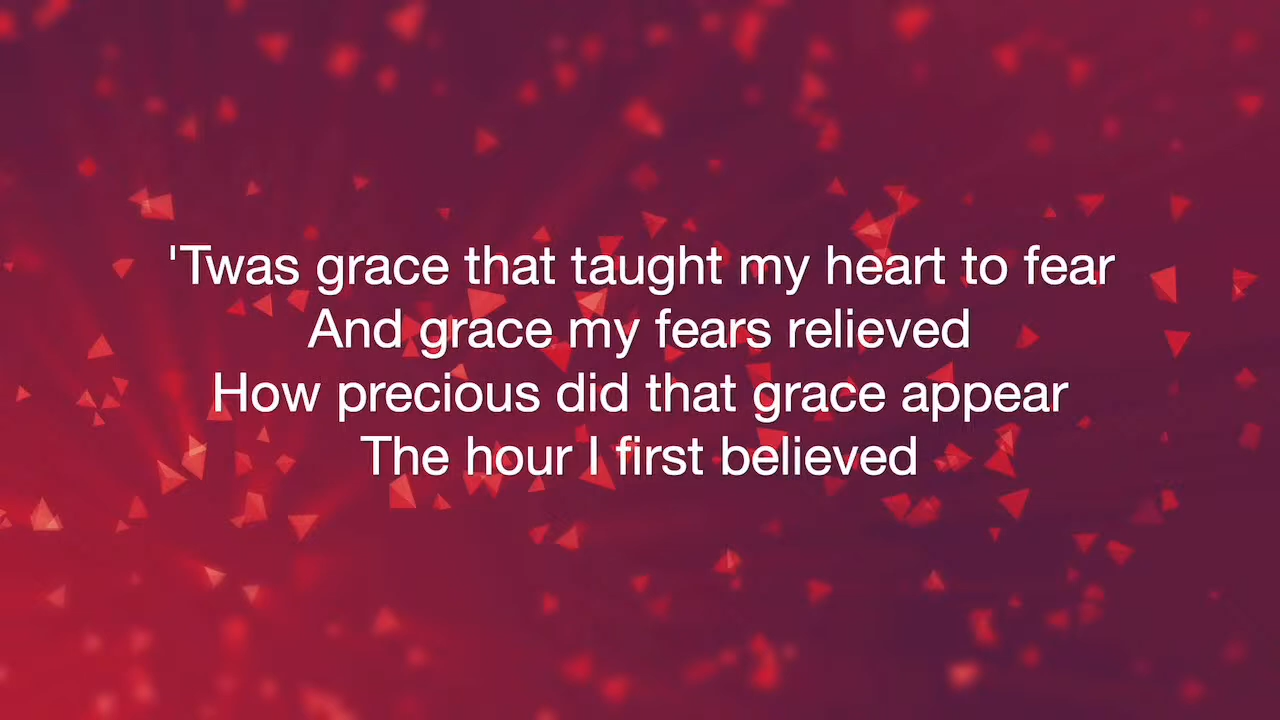 'Twas grace that taught my heart to fear
And grace my fears relieved
How precious did that grace appear
The hour I first believed